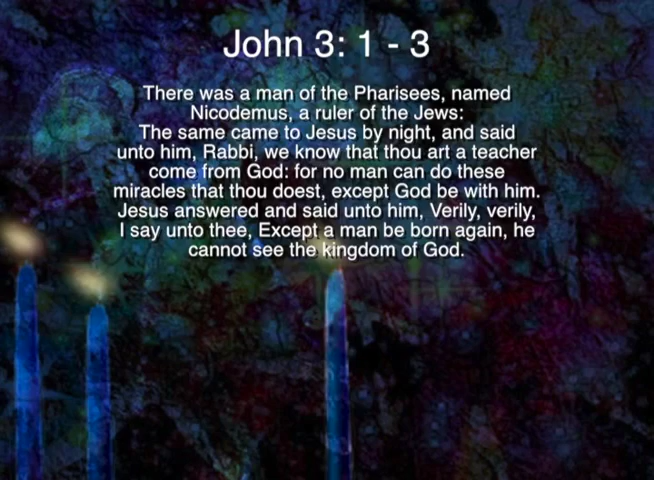 John 3: 1 - 3
There was a man of the Pharisees, named
Nicodemus, a ruler of the Jews:
The same came to Jesus by night, and said
unto him, Rabbi, we know that thou art a teacher
come from God: for no man can do these
miracles that thou doest, except God be with him.
Jesus answered and said unto him, Verily, verily,
I say unto thee, Except a man be born again, he
cannot see the kingdom of God.